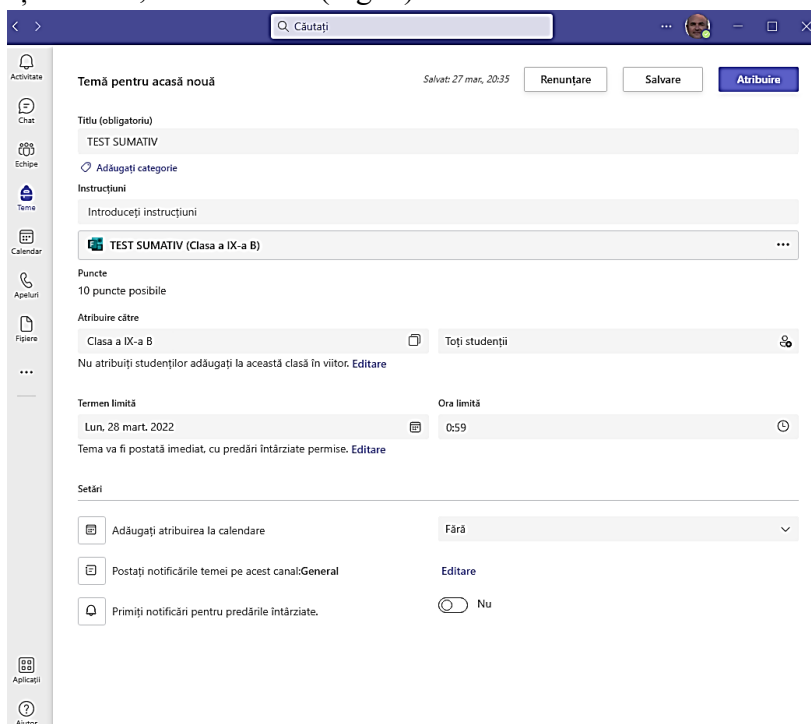 Căutați
Activitate
Chat
Echipe
Teme
Calendar
Apeluri
Fișiere
Aplicații
Ajutor
Temă pentru acasă nouă
Salvat: 27 mar., 20:35
Renunțare
Salvare
Atribuire
Titlu (obligatoriu)
TEST SUMATIV
Adăugați categorie
Instrucțiuni
Introduceți instrucțiuni
TEST SUMATIV (Clasa a IX-a B)
Puncte
10 puncte posibile
Atribuire către
Clasa a IX-a B
Toți studenții
Nu atribuiți studenților adăugați la această clasă în viitor. Editare
Termen limită
Ora limită
Lun, 28 mart. 2022
0:59
Tema va fi postată imediat, cu predări întârziate permise. Editare
Setări
Adăugați atribuirea la calendare
Fără
Postați notificările temei pe acest canal:General
Editare
Primiți notificări pentru predările întârziate.
Nu